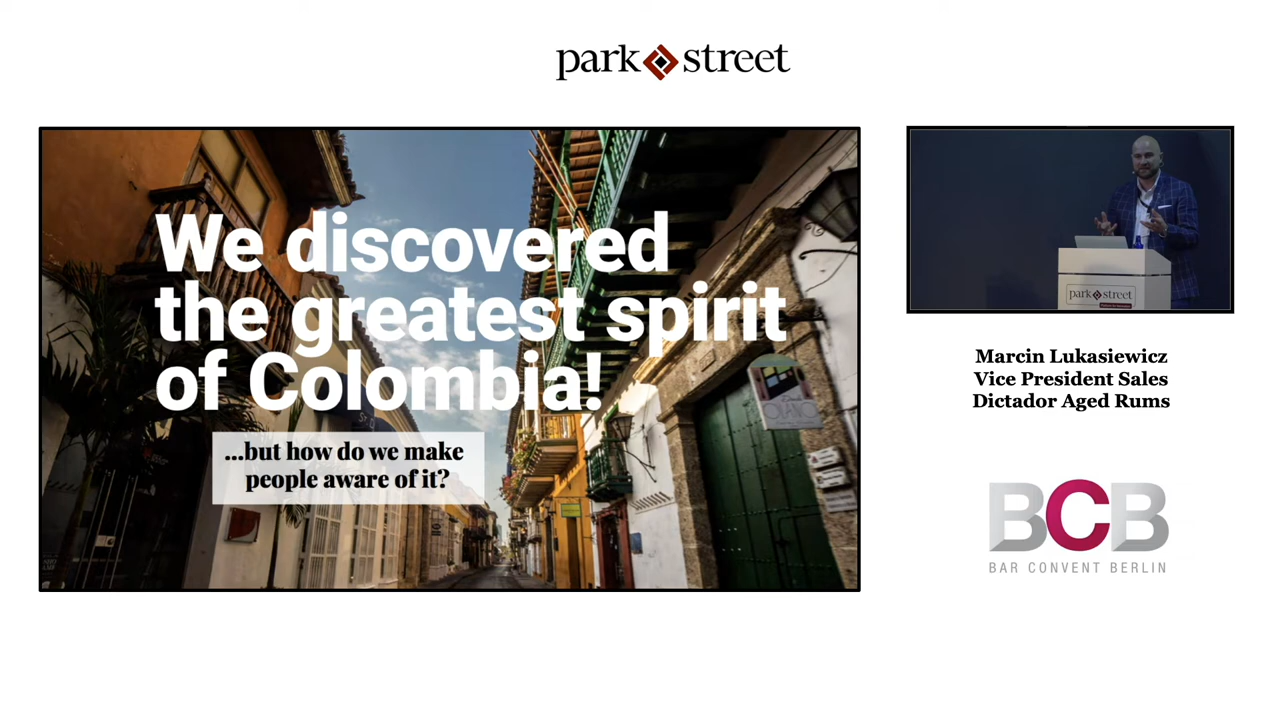 park street
We discovered
the greatest spirit
of Colombia!
...but how do we make
people aware of it?
park street
Marcin Lukasiewicz
Vice President Sales
Dictador Aged Rums
BCB
BAR CONVENT BERLIN